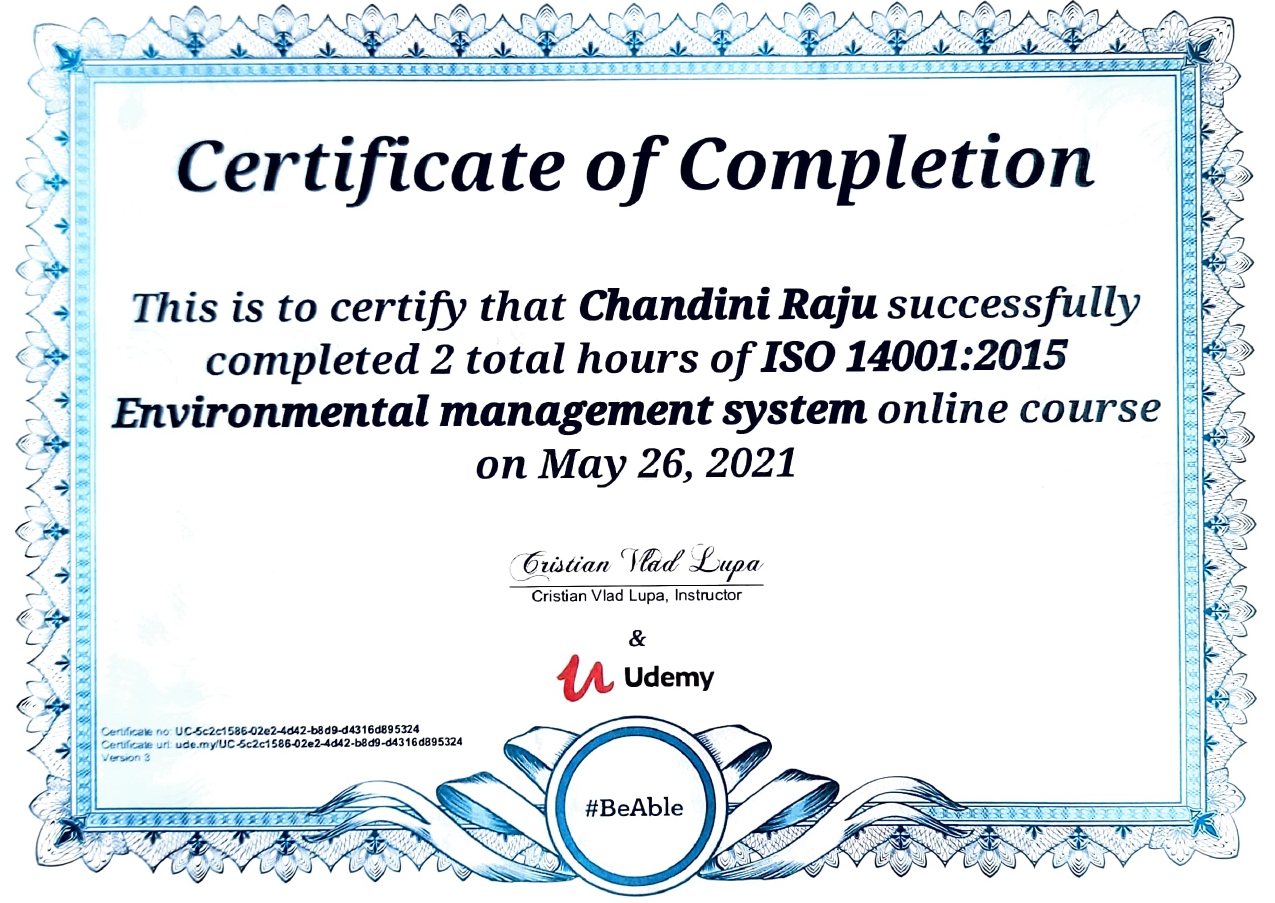 Certificate of Completion
This is to certify that Chandini Raju successfully
completed 2 total hours of ISO 14001:2015
Environmental management system online course
on May 26, 2021
Cristian Vlad Lupa
Cristian Vlad Lupa, Instructor
&
Udemy
Certificate no: UC-5c2c1586-02e2-4d42-b8d9-d4316d895324
Certificate url: ude.my/UC-5c2c1586-02e2-4d42-b8d9-d4316d895324
Version 3
#BeAble